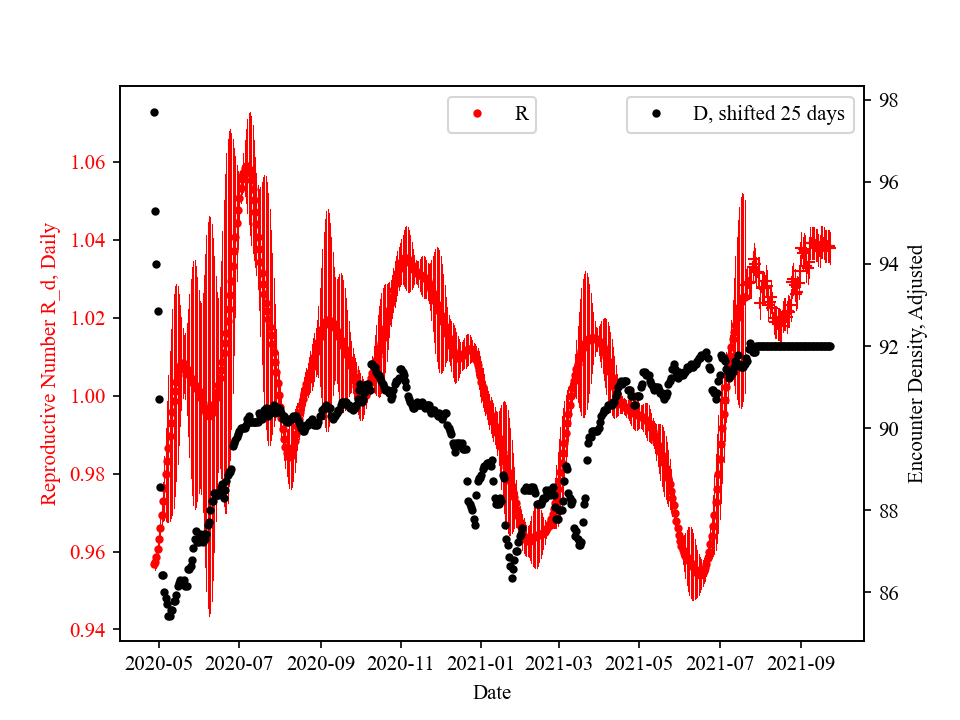 R
D, shifted 25 days
Reproductive Number R_d, Daily
1.06
1.04
1.02
1.00
0.98
0.96
0.94
98
96
94
92
90
88
86
Encounter Density, Adjusted
2020-05 2020-07 2020-09 2020-11 2021-01 2021-03 2021-05 2021-07 2021-09
Date